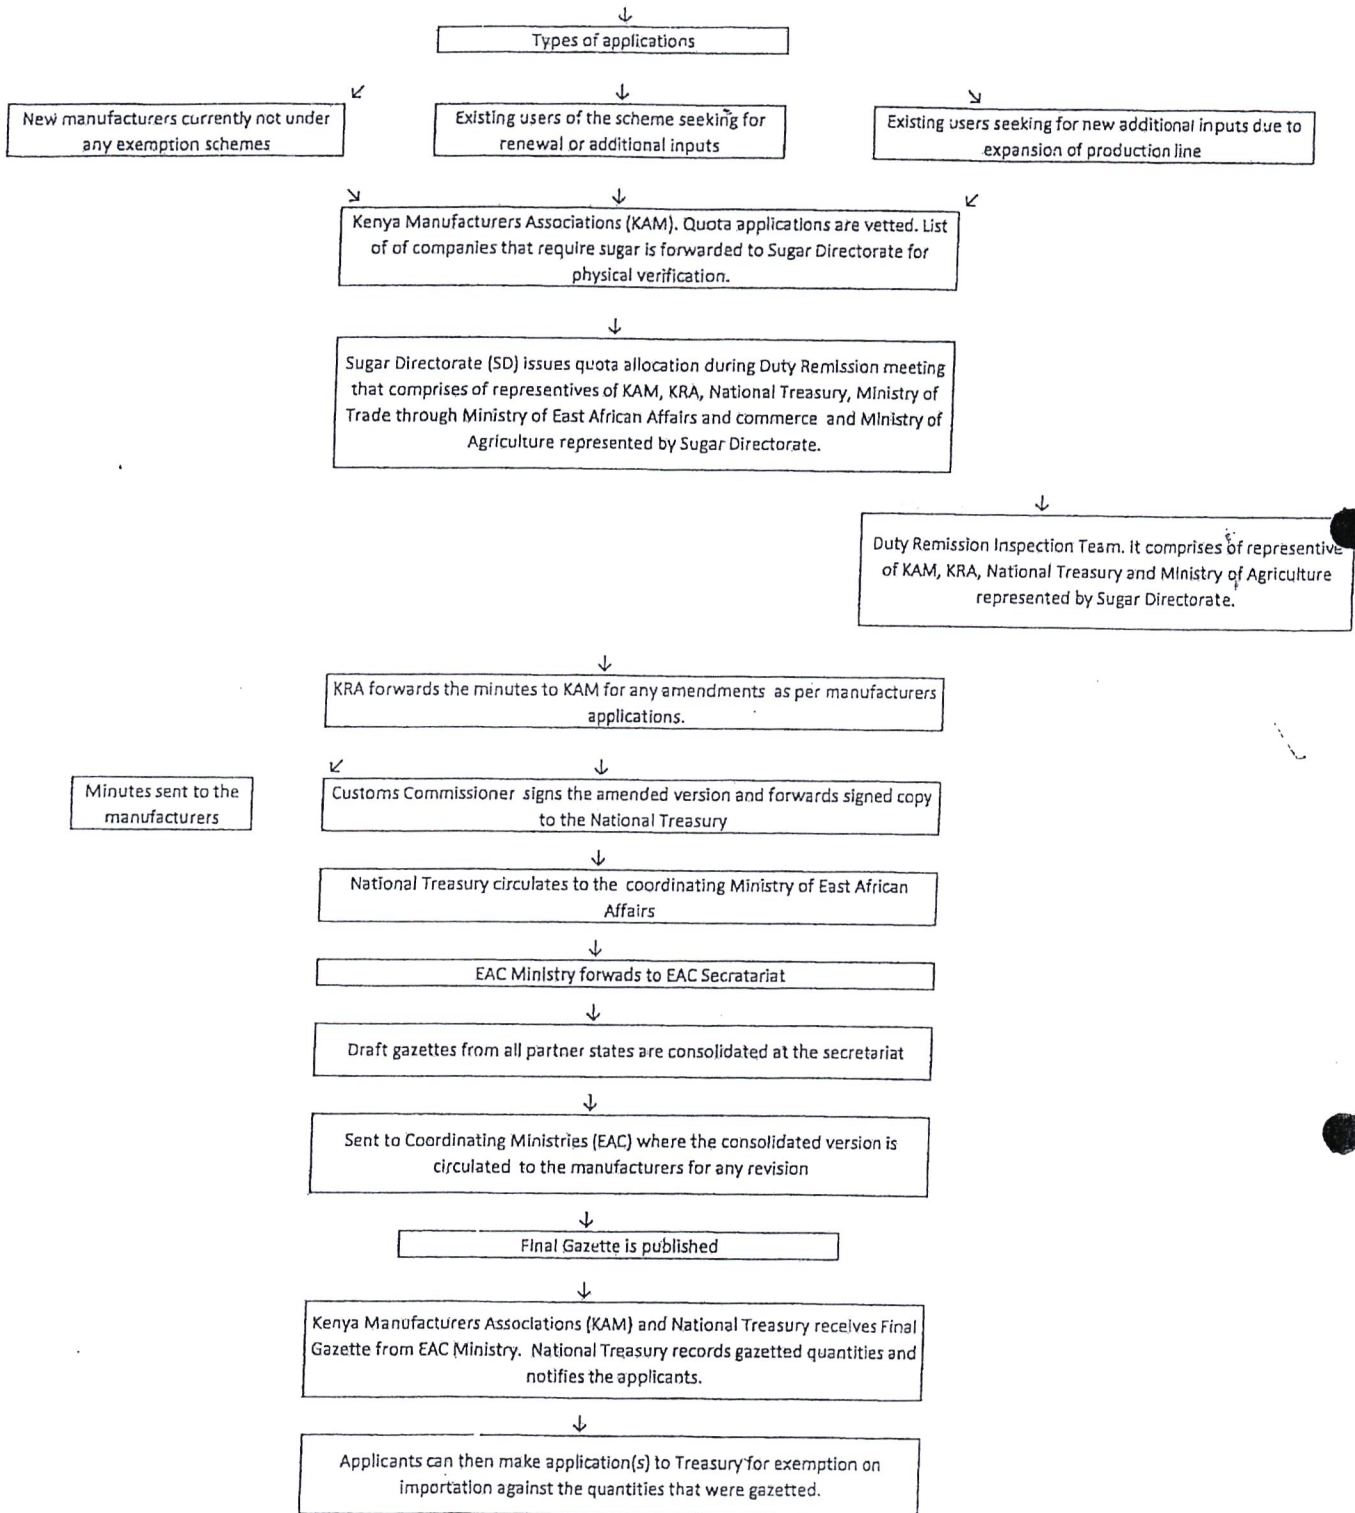 Types of applications
New manufacturers currently not under
any exemption schemes
Existing users of the scheme seeking for
renewal or additional inputs
Existing users seeking for new additional inputs due to
expansion of production line
Kenya Manufacturers Associations (KAM). Quota applications are vetted. List
of of companies that require sugar is forwarded to Sugar Directorate for
physical verification.
Sugar Directorate (SD) issues quota allocation during Duty Remission meeting
that comprises of representives of KAM, KRA, National Treasury, Ministry of
Trade through Ministry of East African Affairs and commerce and Ministry of
Agriculture represented by Sugar Directorate.
Duty Remission Inspection Team. It comprises of representive
of KAM, KRA, National Treasury and Ministry of Agriculture
represented by Sugar Directorate.
KRA forwards the minutes to KAM for any amendments as per manufacturers
applications.
Minutes sent to the
manufacturers
Customs Commissioner signs the amended version and forwards signed copy
to the National Treasury
National Treasury circulates to the coordinating Ministry of East African
Affairs
EAC Ministry forwads to EAC Secratariat
Draft gazettes from all partner states are consolidated at the secretariat
Sent to Coordinating Ministries (EAC) where the consolidated version is
circulated to the manufacturers for any revision
Final Gazette is published
Kenya Manufacturers Associations (KAM) and National Treasury receives Final
Gazette from EAC Ministry. National Treasury records gazetted quantities and
notifies the applicants.
Applicants can then make application(s) to Treasury for exemption on
importation against the quantities that were gazetted.